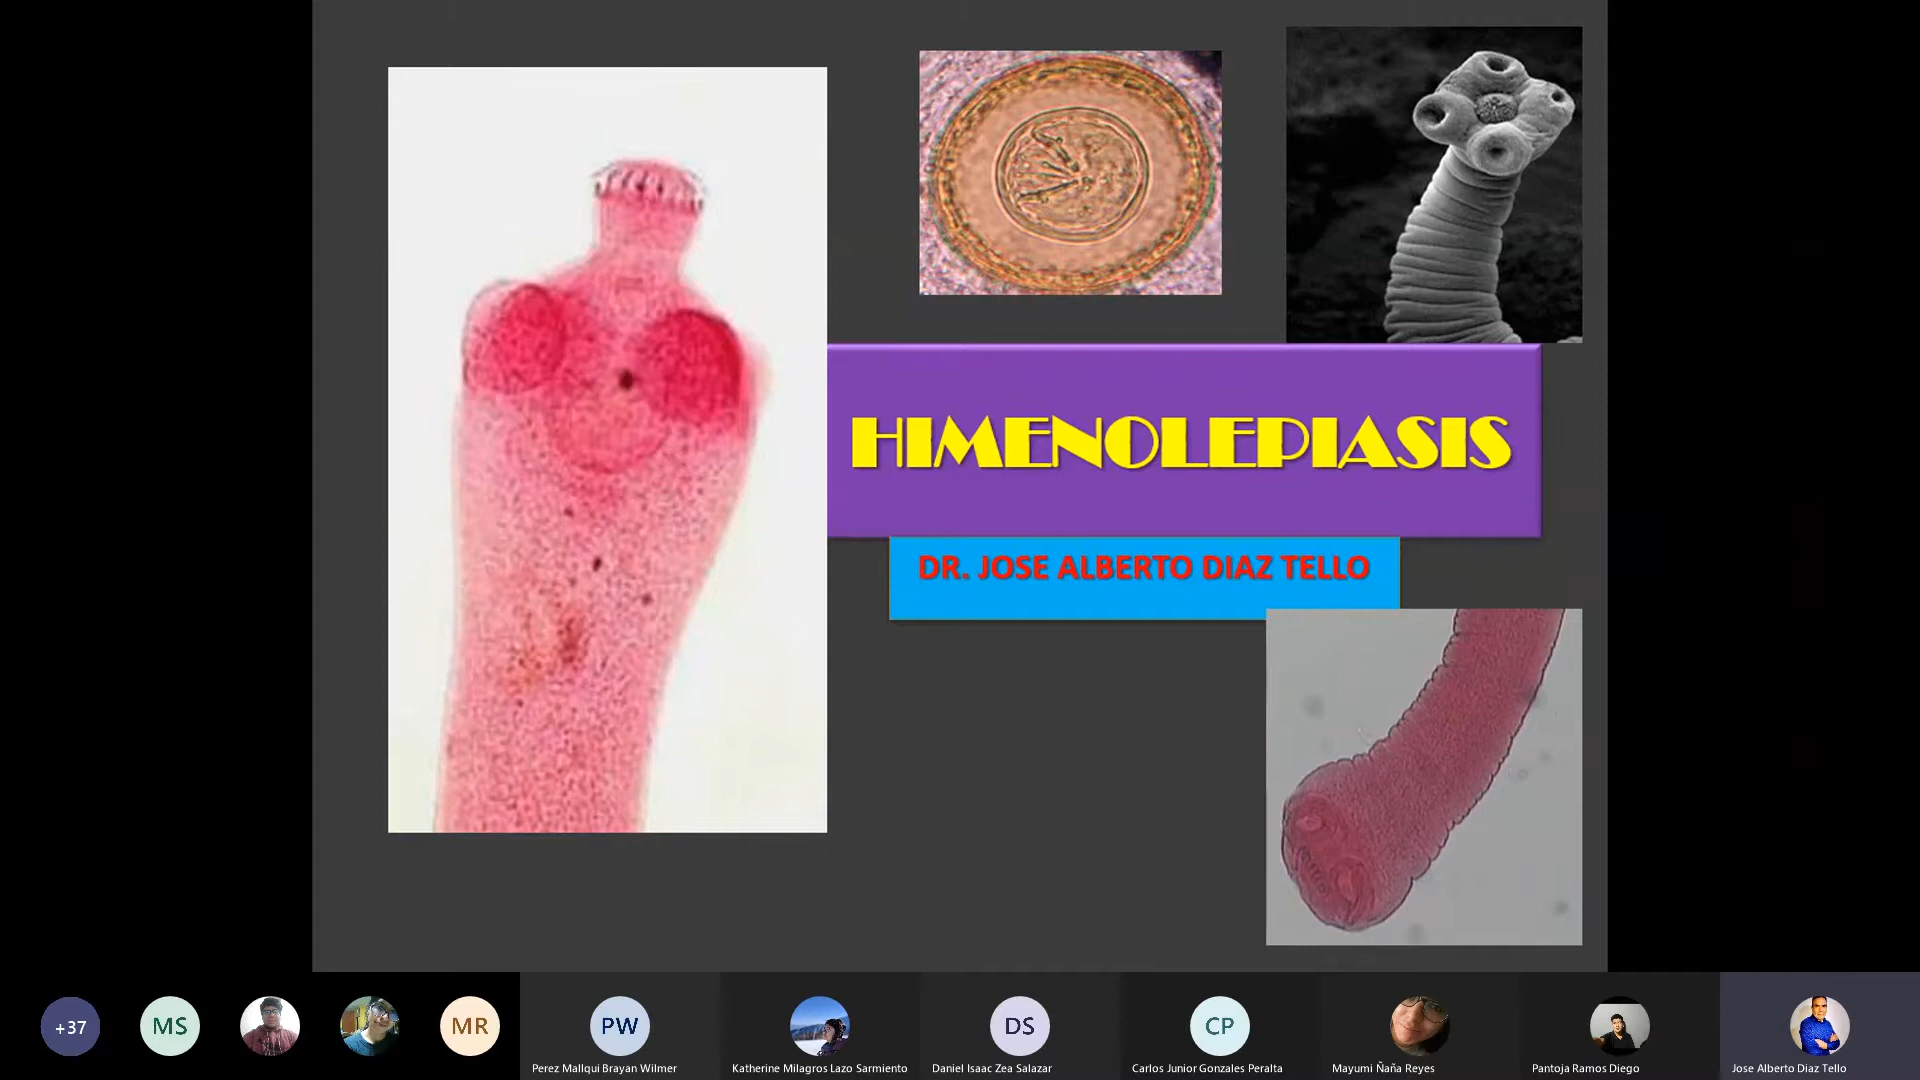 HIMENOLEPIASIS
DR. JOSE ALBERTO DIAZ TELLO
+37
MS
MR
PW
DS
CP
Perez Mallqui Brayan Wilmer
Katherine Milagros Lazo Sarmiento
Daniel Isaac Zea Salazar
Carlos Junior Gonzales Peralta
Mayumi Ñaña Reyes
Pantoja Ramos Diego
Jose Alberto Diaz Tello